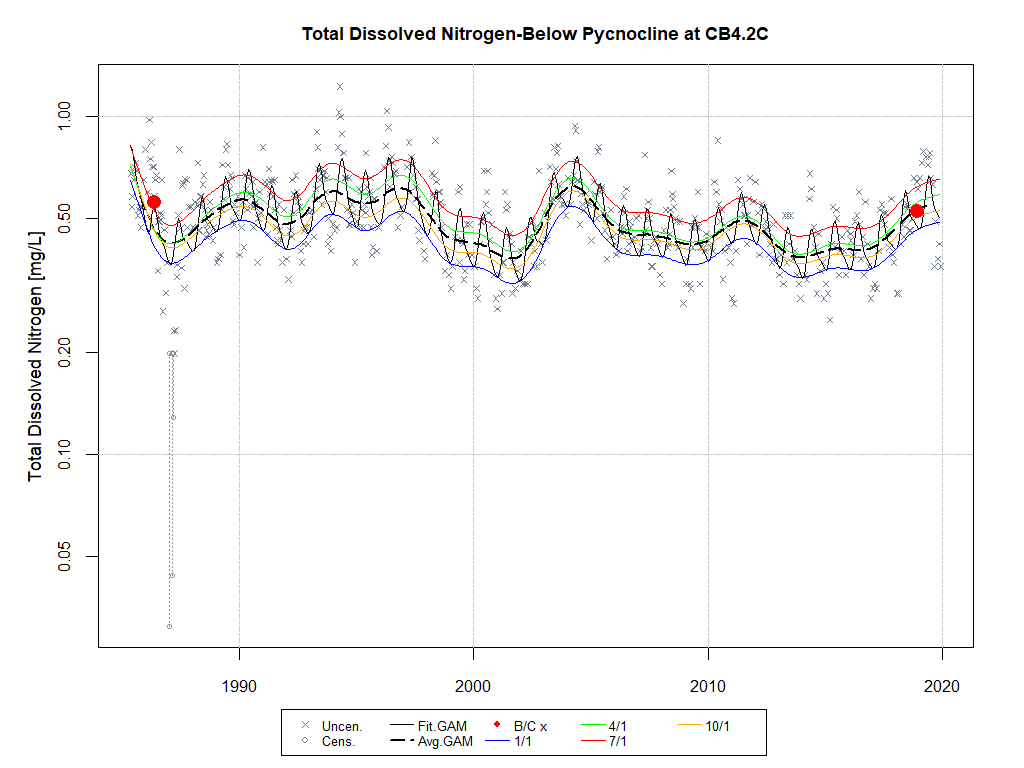 Total Dissolved Nitrogen-Below Pycnocline at CB4.2C
Total Dissolved Nitrogen [mg/L]
1.00
0.50
0.20
0.10
0.05
1990 2000 2010 2020
Uncen. Fit.GAM B/C x 4/1 10/1
Cens. Avg.GAM 1/1 7/1